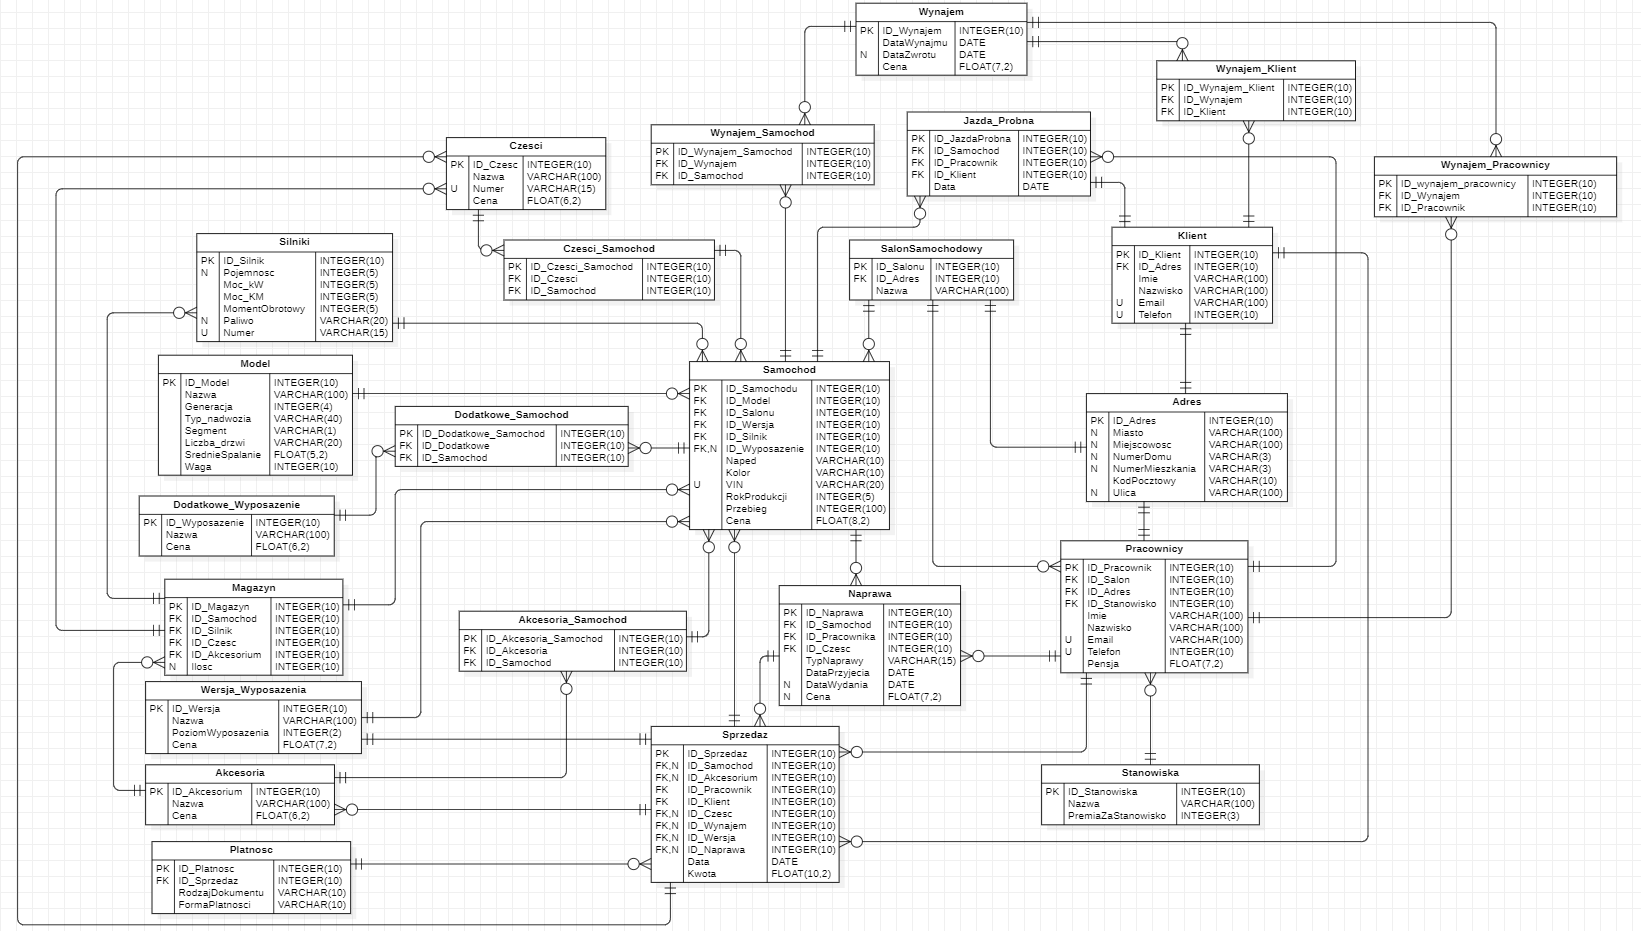 Wynajem
PK ID_Wynajem INTEGER(10)
DataWynajmu DATE
N DataZwrotu DATE
Cena FLOAT(7,2)
Wynajem_Klient
PK ID_Wynajem_Klient INTEGER(10)
FK ID_Wynajem INTEGER(10)
FK ID_Klient INTEGER(10)
Wynajem_Samochod
PK ID_Wynajem_Samochod INTEGER(10)
FK ID_Wynajem INTEGER(10)
FK ID_Samochod INTEGER(10)
Jazda_Probna
PK ID_JazdaProbna INTEGER(10)
FK ID_Samochod INTEGER(10)
FK ID_Pracownik INTEGER(10)
FK ID_Klient INTEGER(10)
Data DATE
Wynajem_Pracownicy
PK ID_wynajem_pracownicy INTEGER(10)
FK ID_Wynajem INTEGER(10)
FK ID_Pracownik INTEGER(10)
Czesci
PK ID_Czesc INTEGER(10)
Nazwa VARCHAR(100)
U Numer VARCHAR(15)
Cena FLOAT(6,2)
Silniki
PK ID_Silnik INTEGER(10)
N Pojemnosc INTEGER(5)
Moc_kW INTEGER(5)
Moc_KM INTEGER(5)
MomentObrotowy INTEGER(5)
N Paliwo VARCHAR(20)
U Numer VARCHAR(15)
Czesci_Samochod
PK ID_Czesci_Samochod INTEGER(10)
FK ID_Czesci INTEGER(10)
FK ID_Samochod INTEGER(10)
SalonSamochodowy
PK ID_Salonu INTEGER(10)
FK ID_Adres INTEGER(10)
Nazwa VARCHAR(100)
Klient
PK ID_Klient INTEGER(10)
FK ID_Adres INTEGER(10)
Imie VARCHAR(100)
Nazwisko VARCHAR(100)
U Email VARCHAR(100)
U Telefon INTEGER(10)
Model
PK ID_Model INTEGER(10)
Nazwa VARCHAR(100)
Generacja INTEGER(4)
Typ_nadwozia VARCHAR(40)
Segment VARCHAR(1)
Liczba_drzwi VARCHAR(20)
SrednieSpalanie FLOAT(5,2)
Waga INTEGER(10)
Samochod
PK ID_Samochodu INTEGER(10)
FK ID_Model INTEGER(10)
FK ID_Salonu INTEGER(10)
FK ID_Wersja INTEGER(10)
FK ID_Silnik INTEGER(10)
FK,N ID_Wyposazenie INTEGER(10)
Naped VARCHAR(10)
Kolor VARCHAR(10)
U VIN VARCHAR(20)
RokProdukcji INTEGER(5)
Przebieg INTEGER(100)
Cena FLOAT(8,2)
Dodatkowe_Samochod
PK ID_Dodatkowe_Samochod INTEGER(10)
FK ID_Dodatkowe INTEGER(10)
FK ID_Samochod INTEGER(10)
Adres
PK ID_Adres INTEGER(10)
N Miasto VARCHAR(100)
N Miejscowosc VARCHAR(100)
N NumerDomu VARCHAR(3)
N NumerMieszkania VARCHAR(3)
KodPocztowy VARCHAR(10)
N Ulica VARCHAR(100)
Dodatkowe_Wyposazenie
PK ID_Wyposazenie INTEGER(10)
Nazwa VARCHAR(100)
Cena FLOAT(6,2)
Pracownicy
PK ID_Pracownik INTEGER(10)
FK ID_Salon INTEGER(10)
FK ID_Adres INTEGER(10)
FK ID_Stanowisko INTEGER(10)
Imie VARCHAR(100)
Nazwisko VARCHAR(100)
U Email VARCHAR(100)
U Telefon INTEGER(10)
Pensja FLOAT(7,2)
Magazyn
PK ID_Magazyn INTEGER(10)
FK ID_Samochod INTEGER(10)
FK ID_Silnik INTEGER(10)
FK ID_Czesc INTEGER(10)
FK ID_Akcesorium INTEGER(10)
N Ilosc INTEGER(10)
Naprawa
PK ID_Naprawa INTEGER(10)
FK ID_Samochod INTEGER(10)
FK ID_Pracownika INTEGER(10)
FK ID_Czesc INTEGER(10)
TypNaprawy VARCHAR(15)
DataPrzyjecia DATE
N DataWydania DATE
N Cena FLOAT(7,2)
Akcesoria_Samochod
PK ID_Akcesoria_Samochod INTEGER(10)
FK ID_Akcesoria INTEGER(10)
FK ID_Samochod INTEGER(10)
Wersja_Wyposazenia
PK ID_Wersja INTEGER(10)
Nazwa VARCHAR(100)
PoziomWyposazenia INTEGER(2)
Cena FLOAT(7,2)
Sprzedaz
PK ID_Sprzedaz INTEGER(10)
FK,N ID_Samochod INTEGER(10)
FK,N ID_Akcesorium INTEGER(10)
FK ID_Pracownik INTEGER(10)
FK ID_Klient INTEGER(10)
FK,N ID_Czesc INTEGER(10)
FK,N ID_Wynajem INTEGER(10)
FK,N ID_Wersja INTEGER(10)
FK,N ID_Naprawa INTEGER(10)
Data DATE
Kwota FLOAT(10,2)
Akcesoria
PK ID_Akcesorium INTEGER(10)
Nazwa VARCHAR(100)
Cena FLOAT(6,2)
Stanowiska
PK ID_Stanowiska INTEGER(10)
Nazwa VARCHAR(100)
PremiaZaStanowisko INTEGER(3)
Platnosc
PK ID_Platnosc INTEGER(10)
FK ID_Sprzedaz INTEGER(10)
RodzajDokumentu VARCHAR(10)
FormaPlatnosci VARCHAR(10)